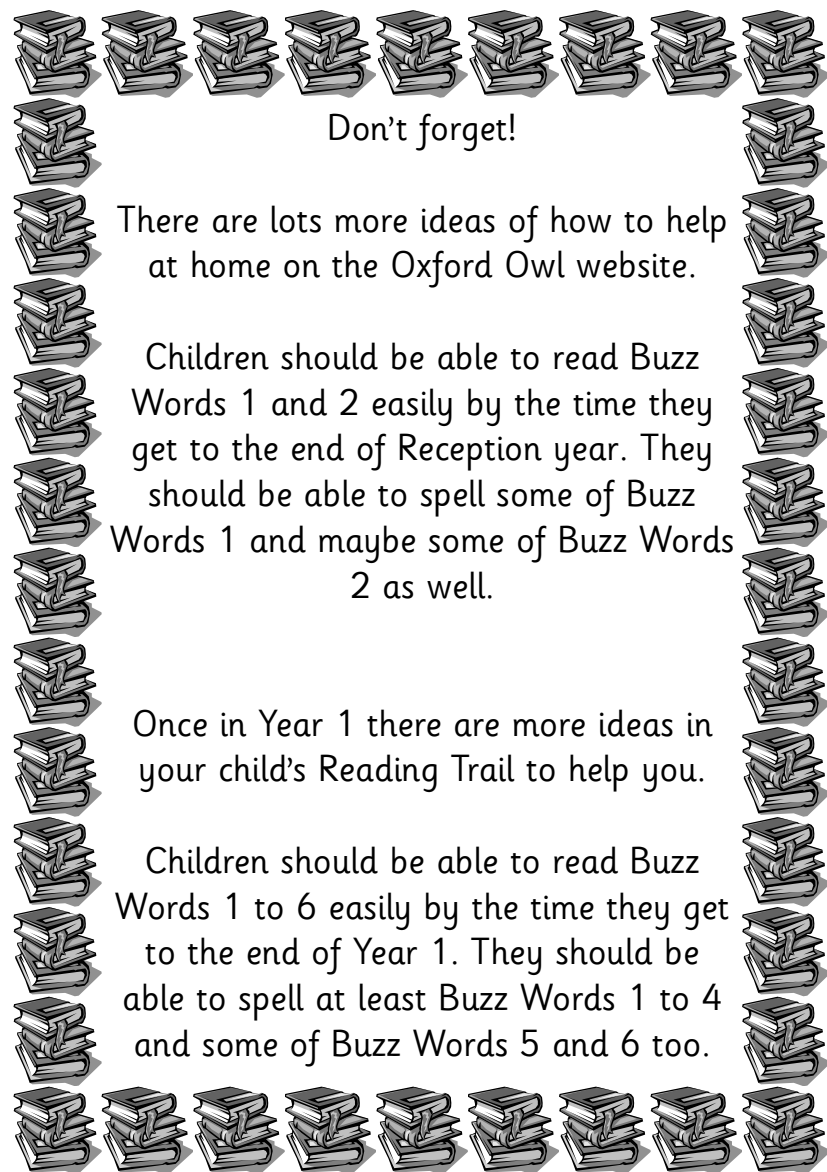 Don't forget!
There are lots more ideas of how to help
at home on the Oxford Owl website.
Children should be able to read Buzz
Words 1 and 2 easily by the time they
get to the end of Reception year. They
should be able to spell some of Buzz
Words 1 and maybe some of Buzz Words
2 as well.
Once in Year 1 there are more ideas in
your child's Reading Trail to help you.
Children should be able to read Buzz
Words 1 to 6 easily by the time they get
to the end of Year 1. They should be
able to spell at least Buzz Words 1 to 4
and some of Buzz Words 5 and 6 too.